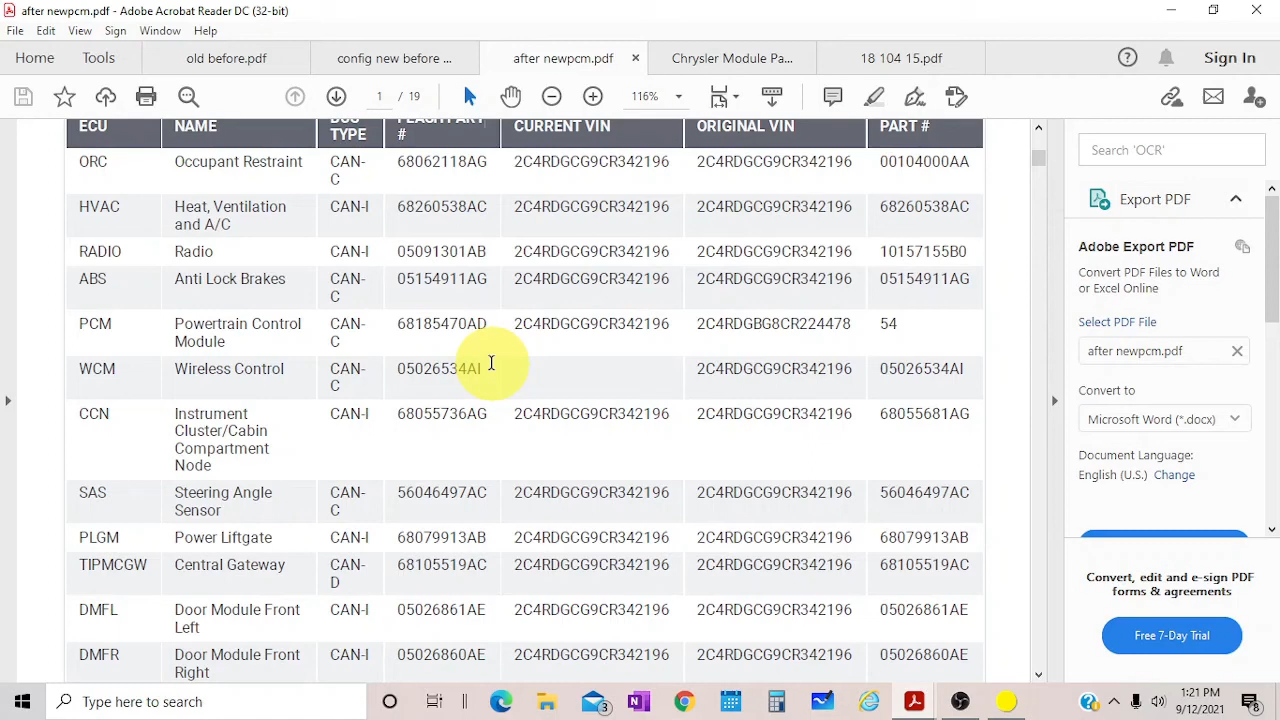 after newpcm.pdf - Adobe Acrobat Reader DC (32-bit)
File Edit View Sign Window Help
Home Tools old before.pdf config new before ... after newpcm.pdf × Chrysler Module Pa... 18 104 15.pdf Sign In
1 / 19 116%
ECU NAME TYPE # CURRENT VIN ORIGINAL VIN PART #
ORC Occupant Restraint CAN-C 68062118AG 2C4RDGCG9CR342196 2C4RDGCG9CR342196 00104000AA
HVAC Heat, Ventilation and A/C CAN-I 68260538AC 2C4RDGCG9CR342196 2C4RDGCG9CR342196 68260538AC
RADIO Radio CAN-I 05091301AB 2C4RDGCG9CR342196 2C4RDGCG9CR342196 10157155B0
ABS Anti Lock Brakes CAN-C 05154911AG 2C4RDGCG9CR342196 2C4RDGCG9CR342196 05154911AG
PCM Powertrain Control Module CAN-C 68185470AD 2C4RDGCG9CR342196 2C4RDGBG8CR224478 54
WCM Wireless Control CAN-C 05026534AI 2C4RDGCG9CR342196 05026534AI
CCN Instrument Cluster/Cabin Compartment Node CAN-I 68055736AG 2C4RDGCG9CR342196 2C4RDGCG9CR342196 68055681AG
SAS Steering Angle Sensor CAN-C 56046497AC 2C4RDGCG9CR342196 2C4RDGCG9CR342196 56046497AC
PLGM Power Liftgate CAN-I 68079913AB 2C4RDGCG9CR342196 2C4RDGCG9CR342196 68079913AB
TIPMCGW Central Gateway CAN-D 68105519AC 2C4RDGCG9CR342196 2C4RDGCG9CR342196 68105519AC
DMFL Door Module Front Left CAN-I 05026861AE 2C4RDGCG9CR342196 2C4RDGCG9CR342196 05026861AE
DMFR Door Module Front Right CAN-I 05026860AE 2C4RDGCG9CR342196 2C4RDGCG9CR342196 05026860AE
Search 'OCR'
Export PDF
Adobe Export PDF
Convert PDF Files to Word
or Excel Online
Select PDF File
after newpcm.pdf
Convert to
Microsoft Word (*.docx)
Document Language:
English (U.S.) Change
Convert, edit and e-sign PDF
forms & agreements
Free 7-Day Trial
Type here to search
3
1:21 PM
9/12/2021
8